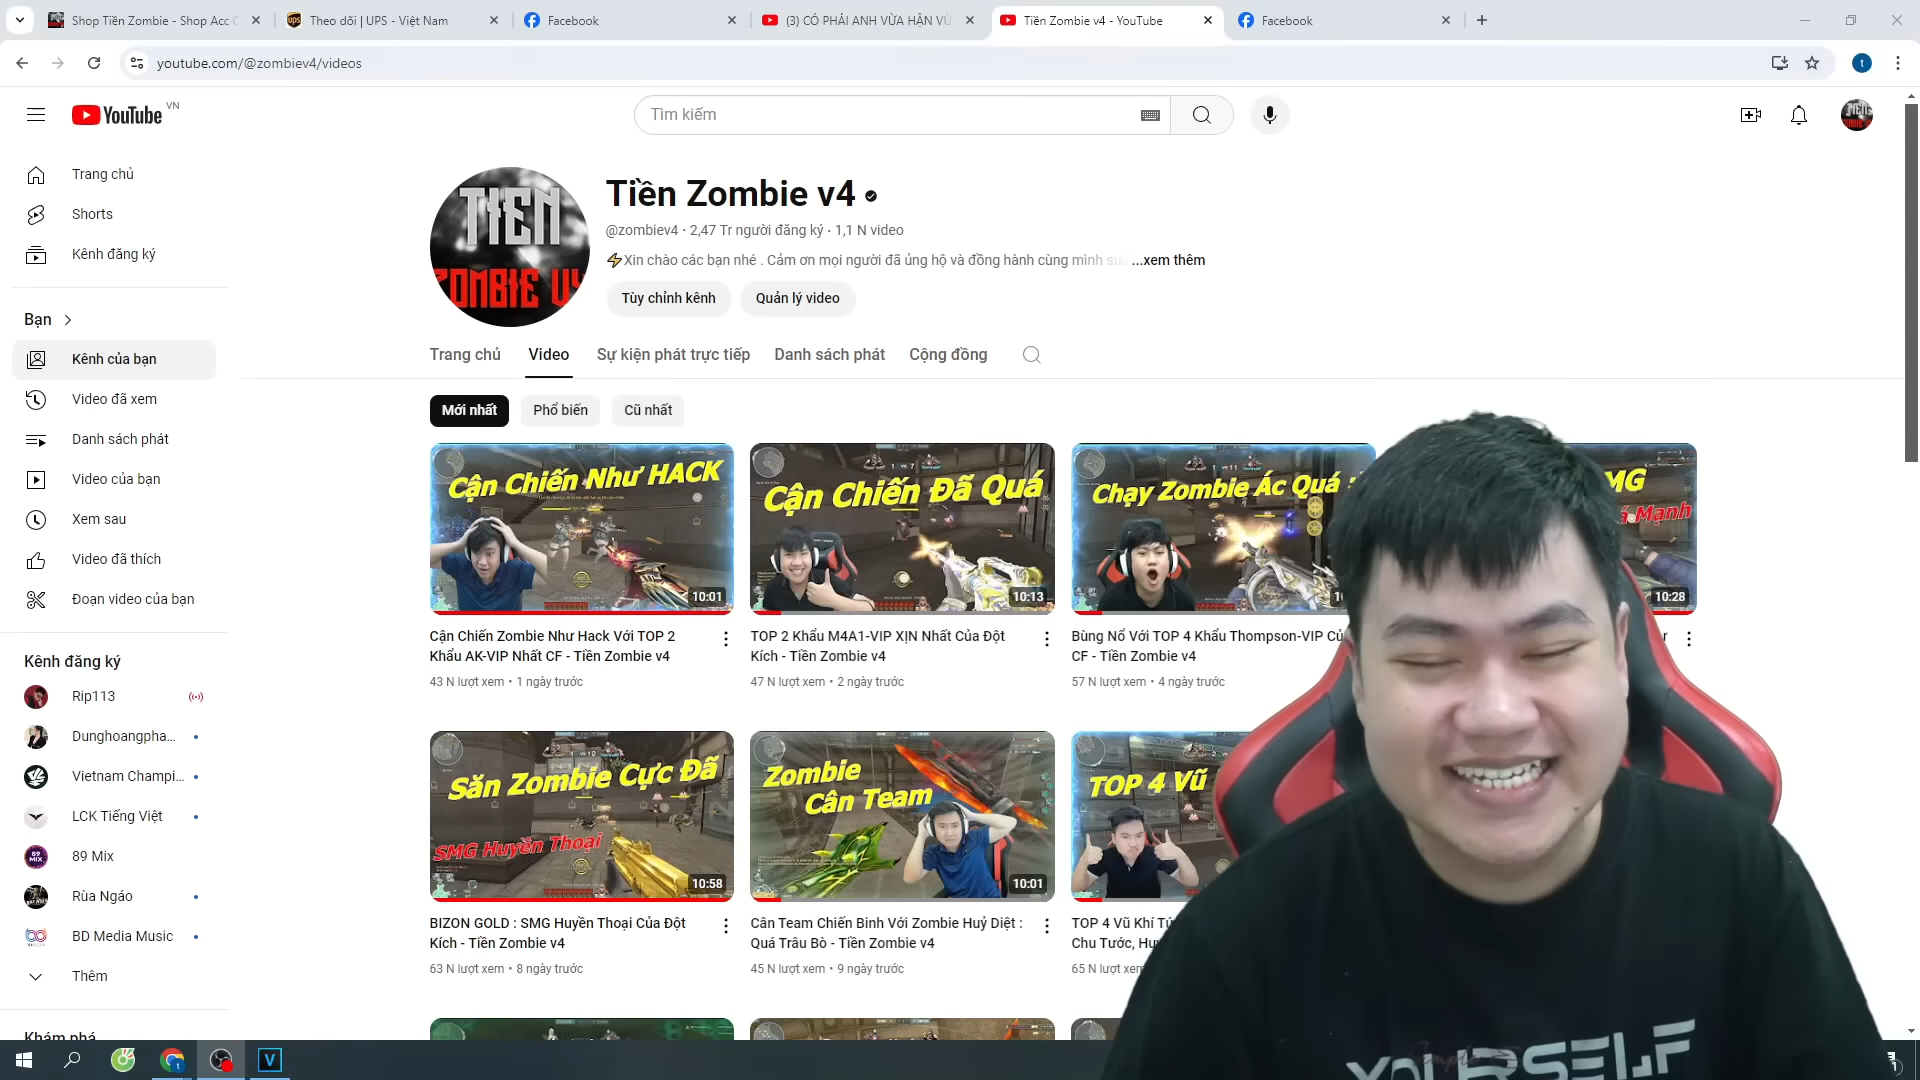 Shop Tiền Zombie - Shop Acc
Theo dõi | UPS - Việt Nam
Facebook
(3) CÓ PHẢI ANH VỪA HẬN VỪ
Tiền Zombie v4 - YouTube
Facebook
youtube.com/@zombiev4/videos
YouTube VN
Tìm kiếm
Trang chủ
Shorts
Kênh đăng ký
Bạn
Kênh của bạn
Video đã xem
Danh sách phát
Video của bạn
Xem sau
Video đã thích
Đoạn video của bạn
Kênh đăng ký
Rip113
Dunghoangpha...
Vietnam Champi...
LCK Tiếng Việt
89 Mix
Rùa Ngáo
BD Media Music
Thêm
Khám phá
TIEN
ZOMBIE V4
Tiền Zombie v4
@zombiev4 • 2,47 Tr người đăng ký • 1,1 N video
⚡Xin chào các bạn nhé . Cảm ơn mọi người đã ủng hộ và đồng hành cùng mình ...xem thêm
Tùy chỉnh kênh
Quản lý video
Trang chủ
Video
Sự kiện phát trực tiếp
Danh sách phát
Cộng đồng
Mới nhất
Phổ biến
Cũ nhất
Cận Chiến Như HACK
10:01
Cận Chiến Đã Quá
10:13
Chạy Zombie Ác Quá
MG
Mạnh
10:28
Cận Chiến Zombie Như Hack Với TOP 2
Khẩu AK-VIP Nhất CF - Tiền Zombie v4
43 N lượt xem • 1 ngày trước
TOP 2 Khẩu M4A1-VIP XỊN Nhất Của Đột
Kích - Tiền Zombie v4
47 N lượt xem • 2 ngày trước
Bùng Nổ Với TOP 4 Khẩu Thompson-VIP Củ
CF - Tiền Zombie v4
57 N lượt xem • 4 ngày trước
Săn Zombie Cực Đã
SMG Huyền Thoại
10:58
Zombie
Cân Team
10:01
TOP 4 Vũ
BIZON GOLD : SMG Huyền Thoại Của Đột
Kích - Tiền Zombie v4
63 N lượt xem • 8 ngày trước
Cân Team Chiến Binh Với Zombie Huỷ Diệt :
Quá Trâu Bò - Tiền Zombie v4
45 N lượt xem • 9 ngày trước
TOP 4 Vũ Khí Tứ
Chu Tước, Hu
65 N lượt xem
YOURSELF